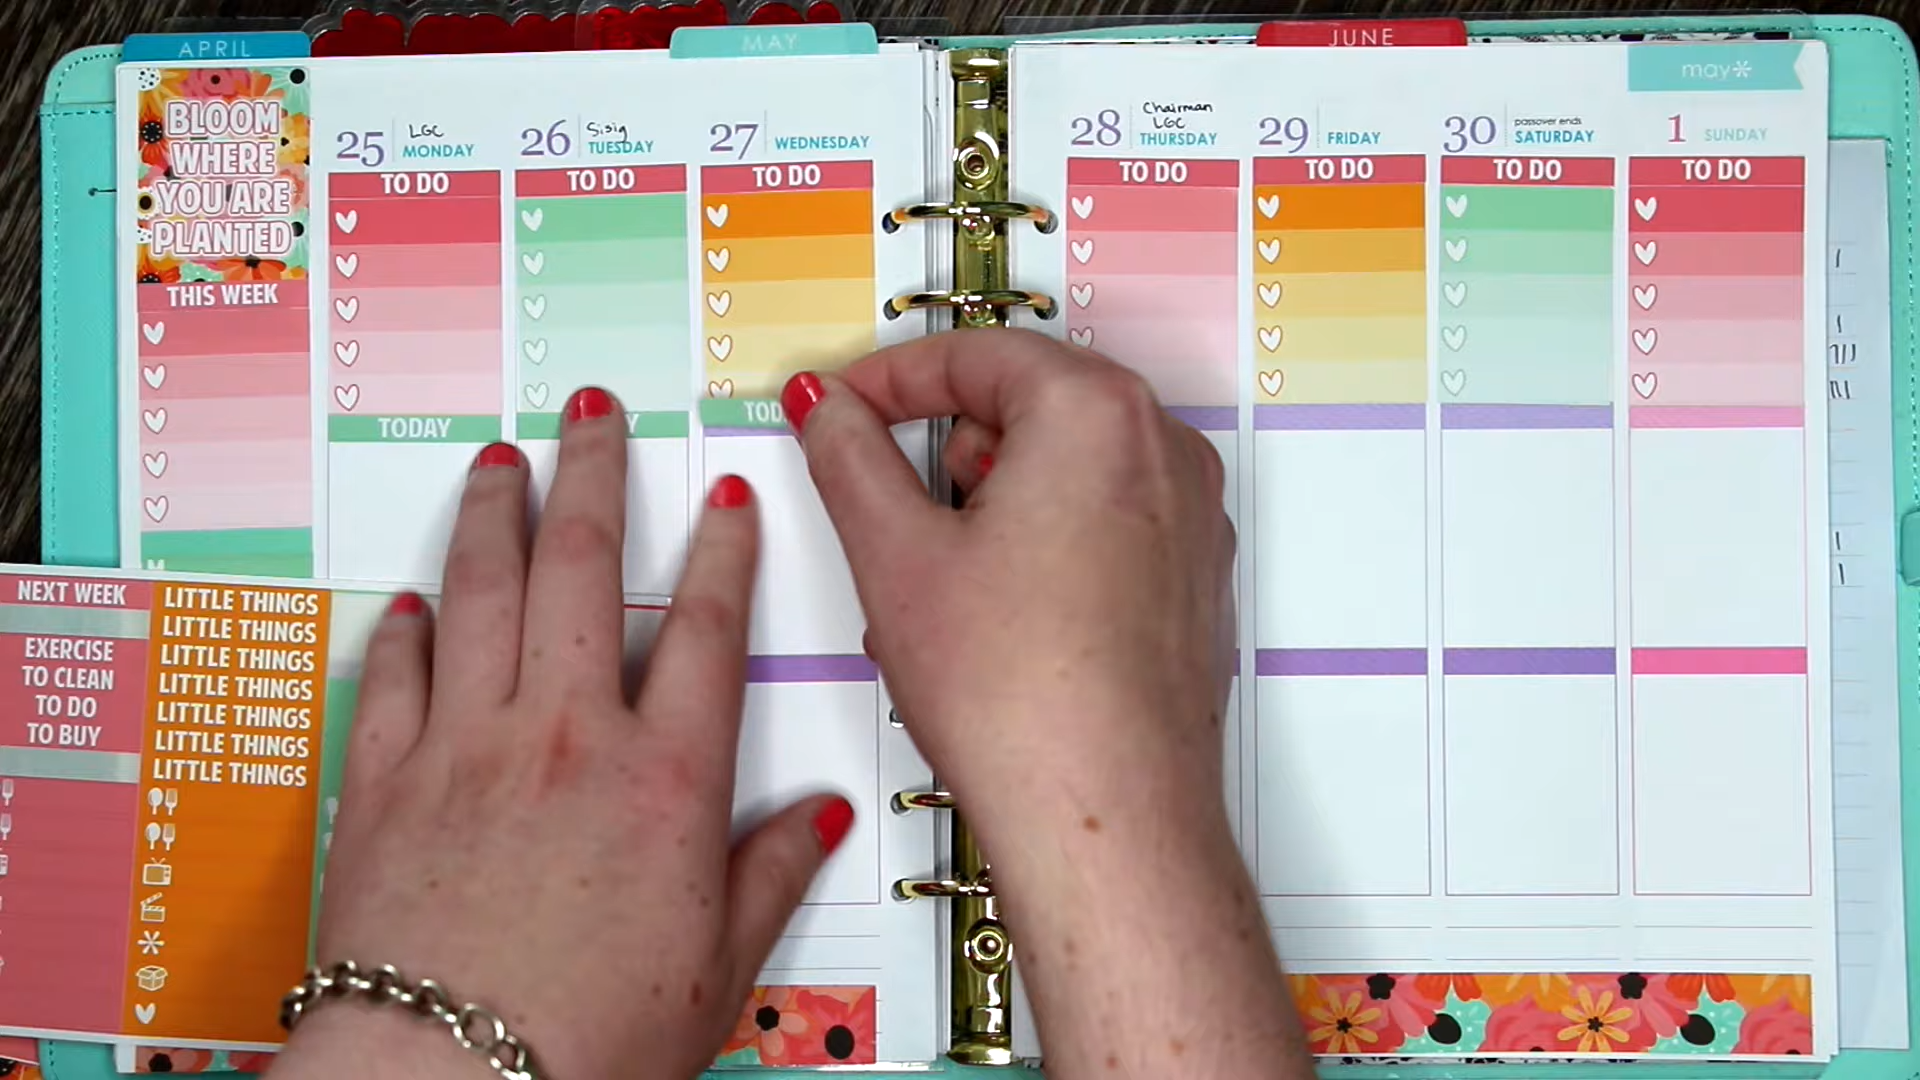 APRIL
MAY
JUNE
may*
BLOOM
WHERE
YOU ARE
PLANTED
THIS WEEK
25
LGC
MONDAY
TO DO
TODAY
26
Sisig
TUESDAY
TO DO
27
WEDNESDAY
TO DO
28
Chairman
LGC
THURSDAY
TO DO
29
FRIDAY
TO DO
30
passover ends
SATURDAY
TO DO
1
SUNDAY
TO DO
NEXT WEEK
EXERCISE
TO CLEAN
TO DO
TO BUY
LITTLE THINGS
LITTLE THINGS
LITTLE THINGS
LITTLE THINGS
LITTLE THINGS
LITTLE THINGS
LITTLE THINGS